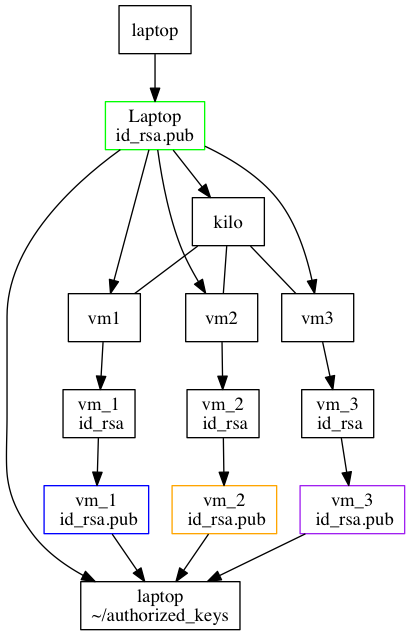 laptop
Laptop
id_rsa.pub
kilo
vm1
vm2
vm3
vm_1
id_rsa
vm_2
id_rsa
vm_3
id_rsa
vm_1
id_rsa.pub
vm_2
id_rsa.pub
vm_3
id_rsa.pub
laptop
~/authorized_keys